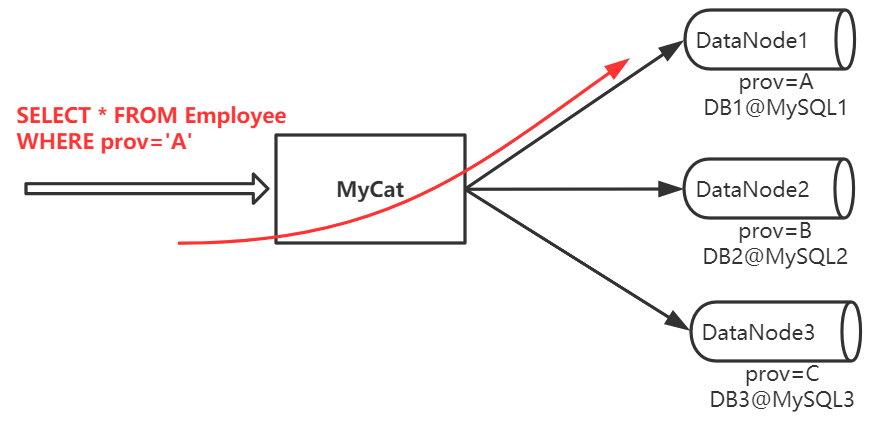 SELECT * FROM Employee
WHERE prov='A'
MyCat
DataNode1
prov=A
DB1@MySQL1
DataNode2
prov=B
DB2@MySQL2
DataNode3
prov=C
DB3@MySQL3